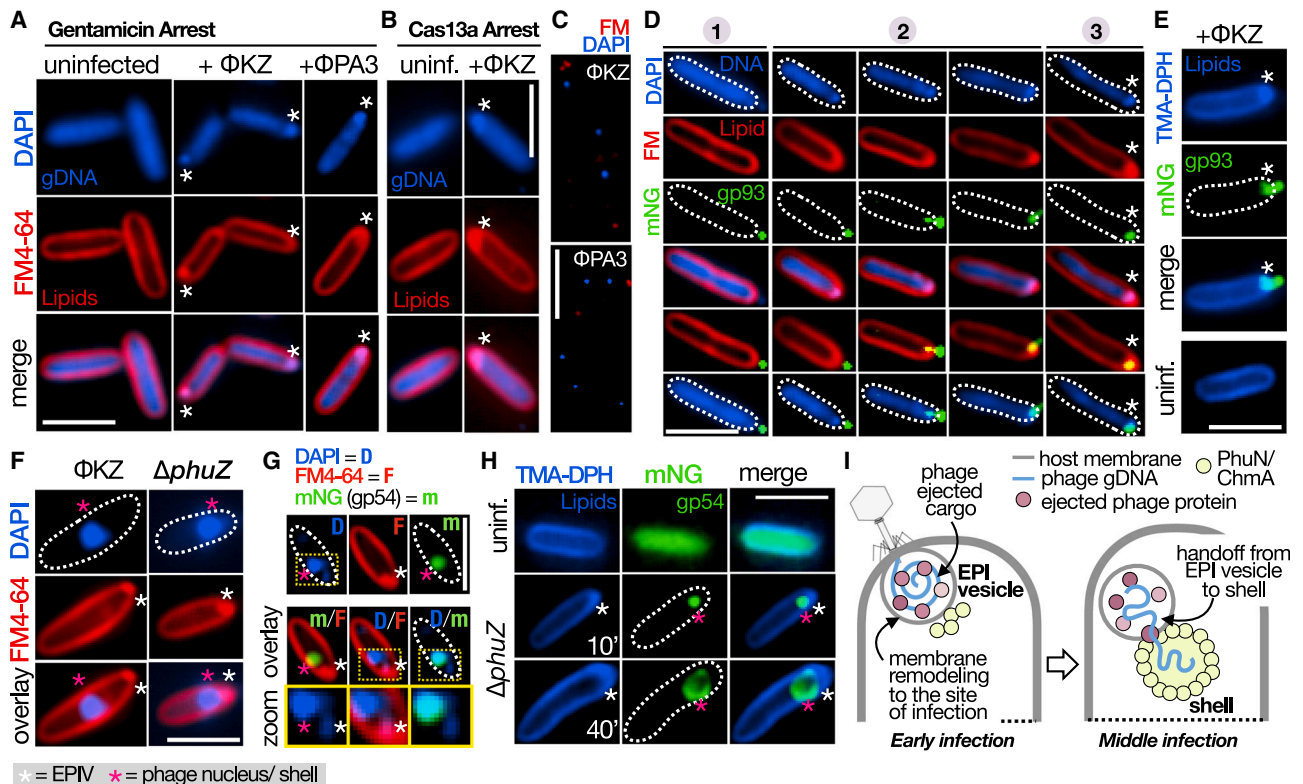 A
Gentamicin Arrest
uninfected
+ ΦKZ
+ΦPA3
DAPI
gDNA
*
*
*
FM4-64
Lipids
*
*
*
merge
*
*
*
B
Cas13a Arrest
uninf.
+ΦKZ
gDNA
*
Lipids
*
*
C
FM
DAPI
ΦKZ
ΦPA3
D
1
2
3
DAPI
DNA
*
FM
Lipid
*
mNG
gp93
*
*
*
*
E
+ΦKZ
TMA-DPH
Lipids
*
mNG
gp93
*
merge
*
uninf.
F
ΦKZ
ΔphuZ
DAPI
*
*
FM4-64
*
*
overlay
*
*
*
*
G
DAPI = D
FM4-64 = F
mNG (gp54) = m
D
F
m
*
*
*
overlay
m/F
D/F
D/m
*
*
*
*
*
zoom
*
*
*
*
H
TMA-DPH
mNG
merge
uninf.
Lipids
gp54
ΔphuZ
10'
*
*
*
*
40'
*
*
*
*
I
host membrane
phage gDNA
ejected phage protein
PhuN/
ChmA
phage
ejected
cargo
EPI
vesicle
membrane
remodeling
to the site
of infection
Early infection
handoff from
EPI vesicle
to shell
shell
Middle infection
* = EPIV * = phage nucleus/ shell